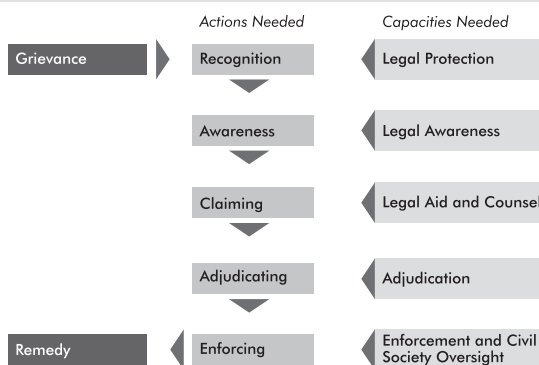 Actions Needed
Capacities Needed
Grievance
Recognition
Legal Protection
Awareness
Legal Awareness
Claiming
Legal Aid and Counsel
Adjudicating
Adjudication
Remedy
Enforcing
Enforcement and Civil
Society Oversight